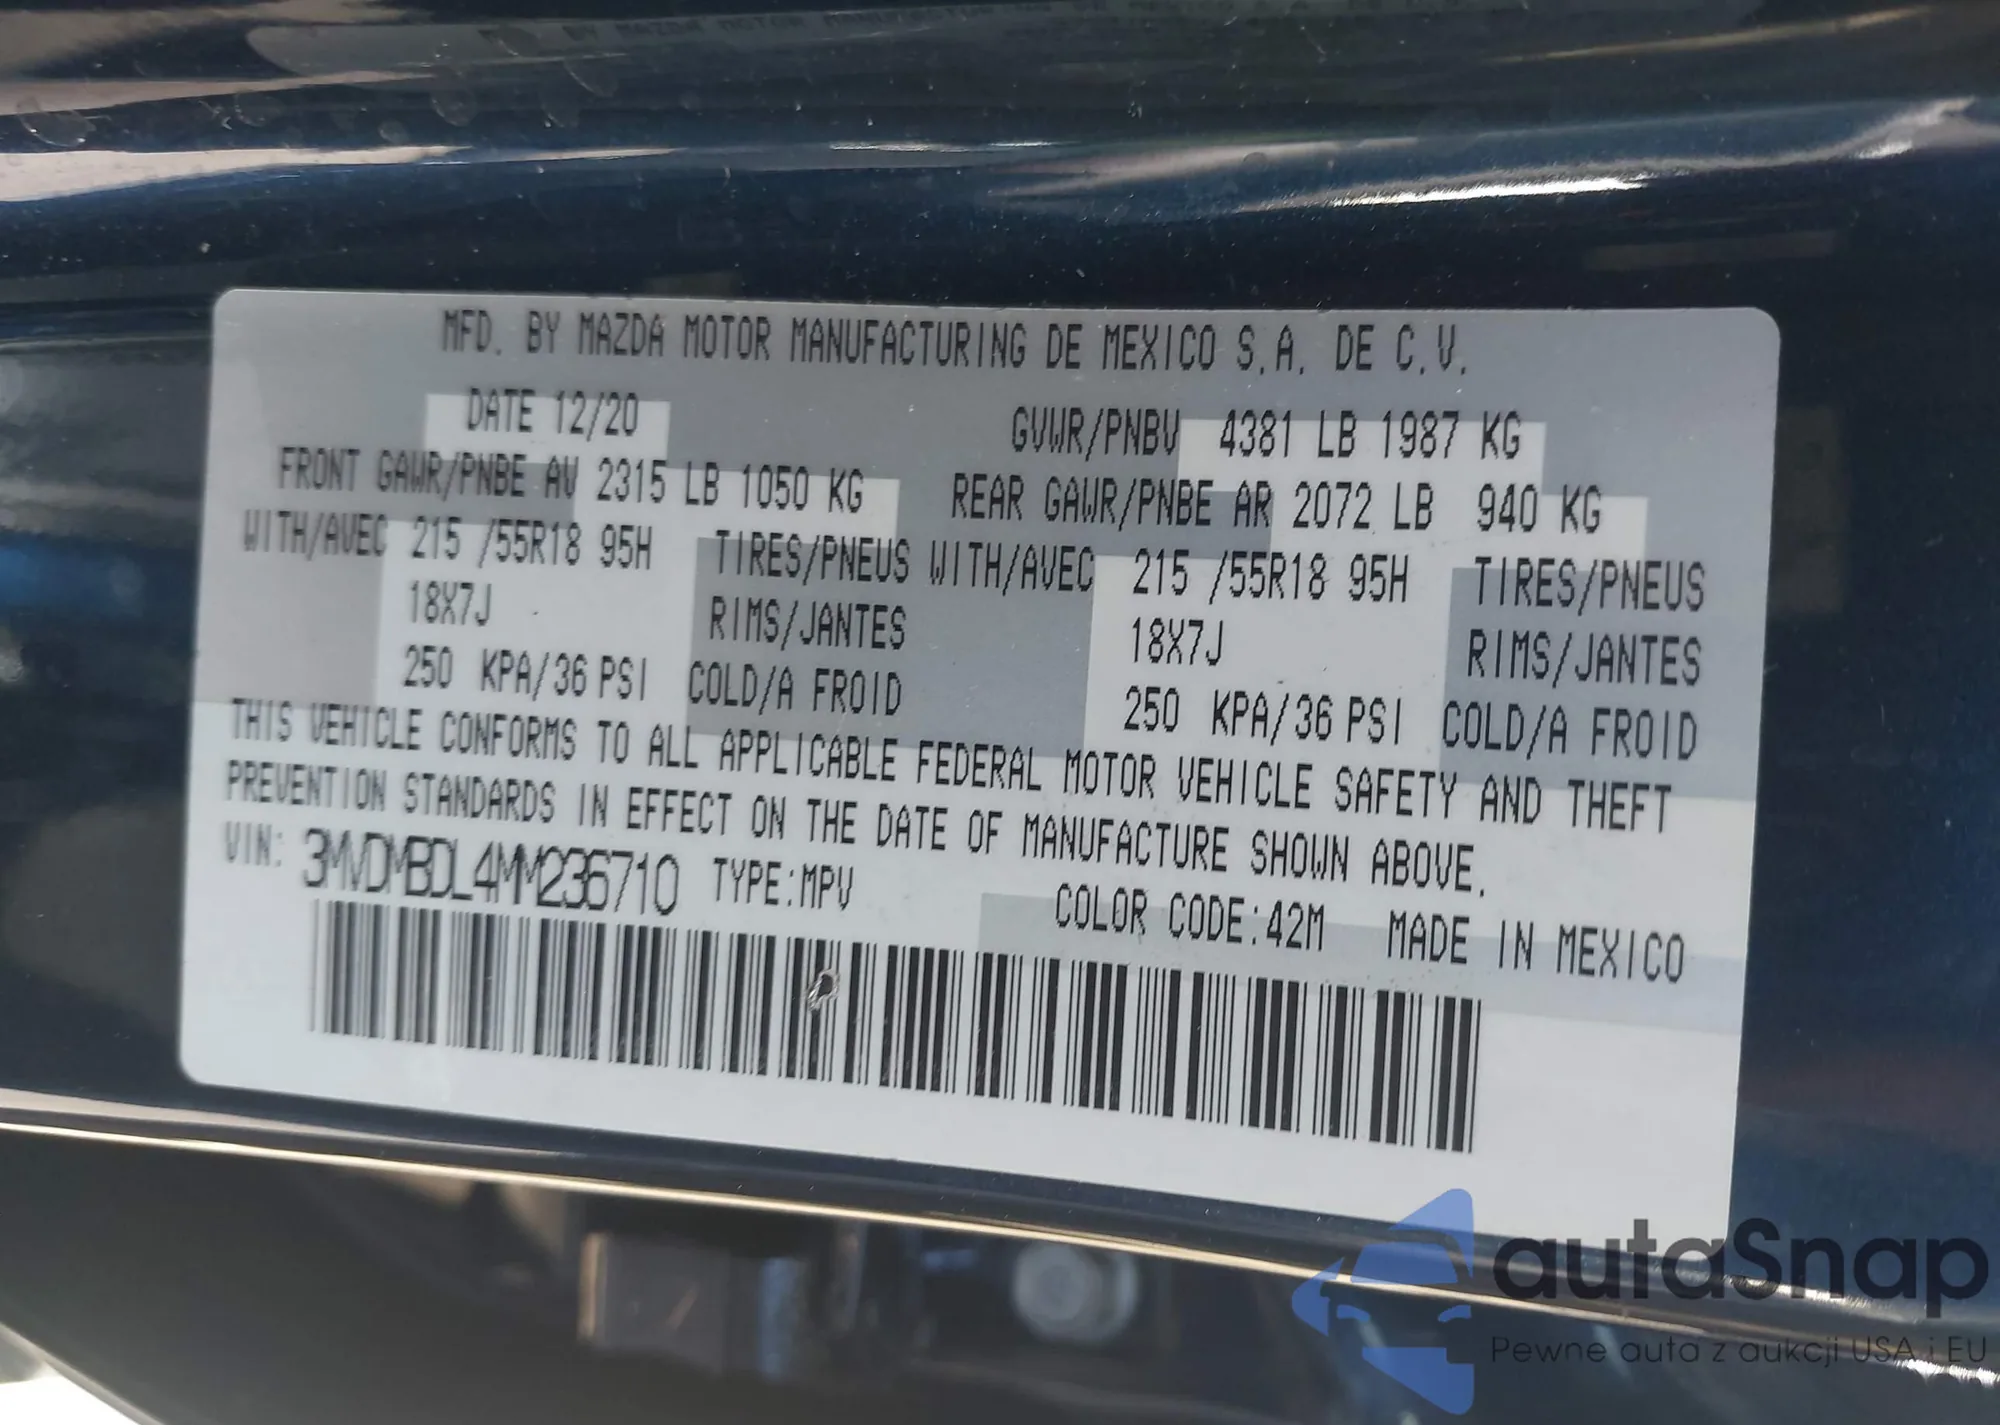 MFD. BY MAZDA MOTOR MANUFACTURING DE MEXICO S.A. DE C.V.
DATE 12/20 GVWR/PNBV 4381 LB 1987 KG
FRONT GAWR/PNBE AV 2315 LB 1050 KG REAR GAWR/PNBE AR 2072 LB 940 KG
WITH/AVEC 215 /55R18 95H TIRES/PNEUS WITH/AVEC 215 /55R18 95H TIRES/PNEUS
18X7J RIMS/JANTES 18X7J RIMS/JANTES
250 KPA/36 PSI COLD/A FROID 250 KPA/36 PSI COLD/A FROID
THIS VEHICLE CONFORMS TO ALL APPLICABLE FEDERAL MOTOR VEHICLE SAFETY AND THEFT
PREVENTION STANDARDS IN EFFECT ON THE DATE OF MANUFACTURE SHOWN ABOVE.
VIN: 3MVDMBDL4MM236710 TYPE:MPV COLOR CODE:42M MADE IN MEXICO
autaSnap
Pewne auta z aukcji USA i EU